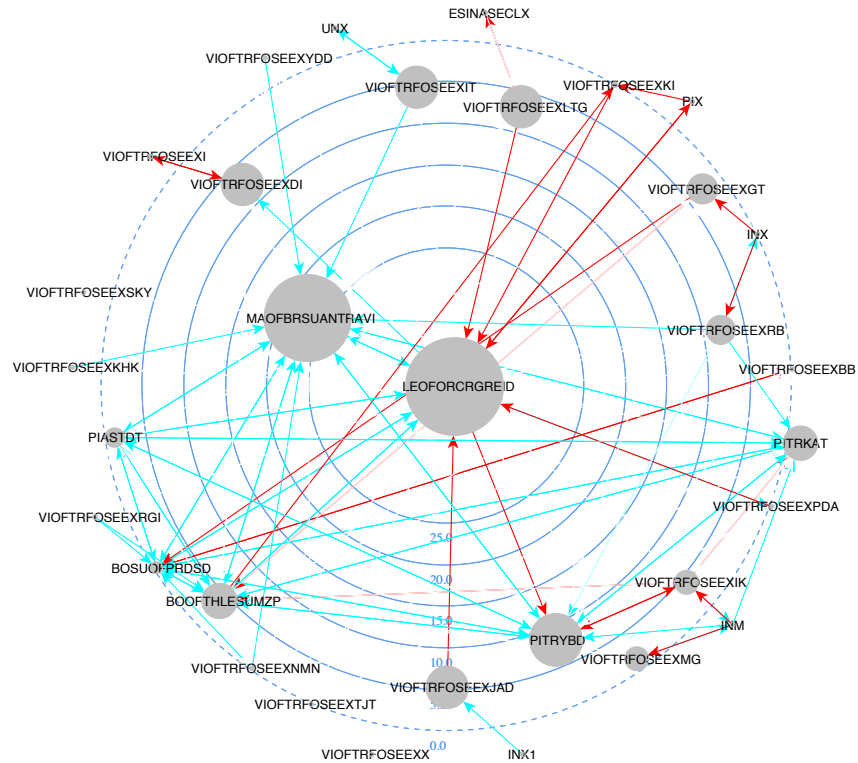 ESINASECLX
UNX
VIOFTRFOSEEXYDD
VIOFTRFOSEEXIT
VIOFTRFOSEEXKI
PIX
VIOFTRFOSEEXLTG
VIOFTRFOSEEXI
VIOFTRFOSEEXDI
VIOFTRFOSEEXGT
INX
VIOFTRFOSEEXSKY
MAOFBRSUANTRAVI
VIOFTRFOSEEXRB
VIOFTRFOSEEXKHK
VIOFTRFOSEEXBB
LEOFORCRGREID
PIASTDT
PITRKAT
VIOFTRFOSEEXPDA
VIOFTRFOSEEXRGI
25.0
BOSUOFPRDSD
20.0
VIOFTRFOSEEXIK
BOOFTHLESUMZP
15.0
INM
PITRYBD
10.0
VIOFTRFOSEEXMG
VIOFTRFOSEEXNMN
VIOFTRFOSEEXJAD
VIOFTRFOSEEXTJT
0.0
VIOFTRFOSEEXX
INX1